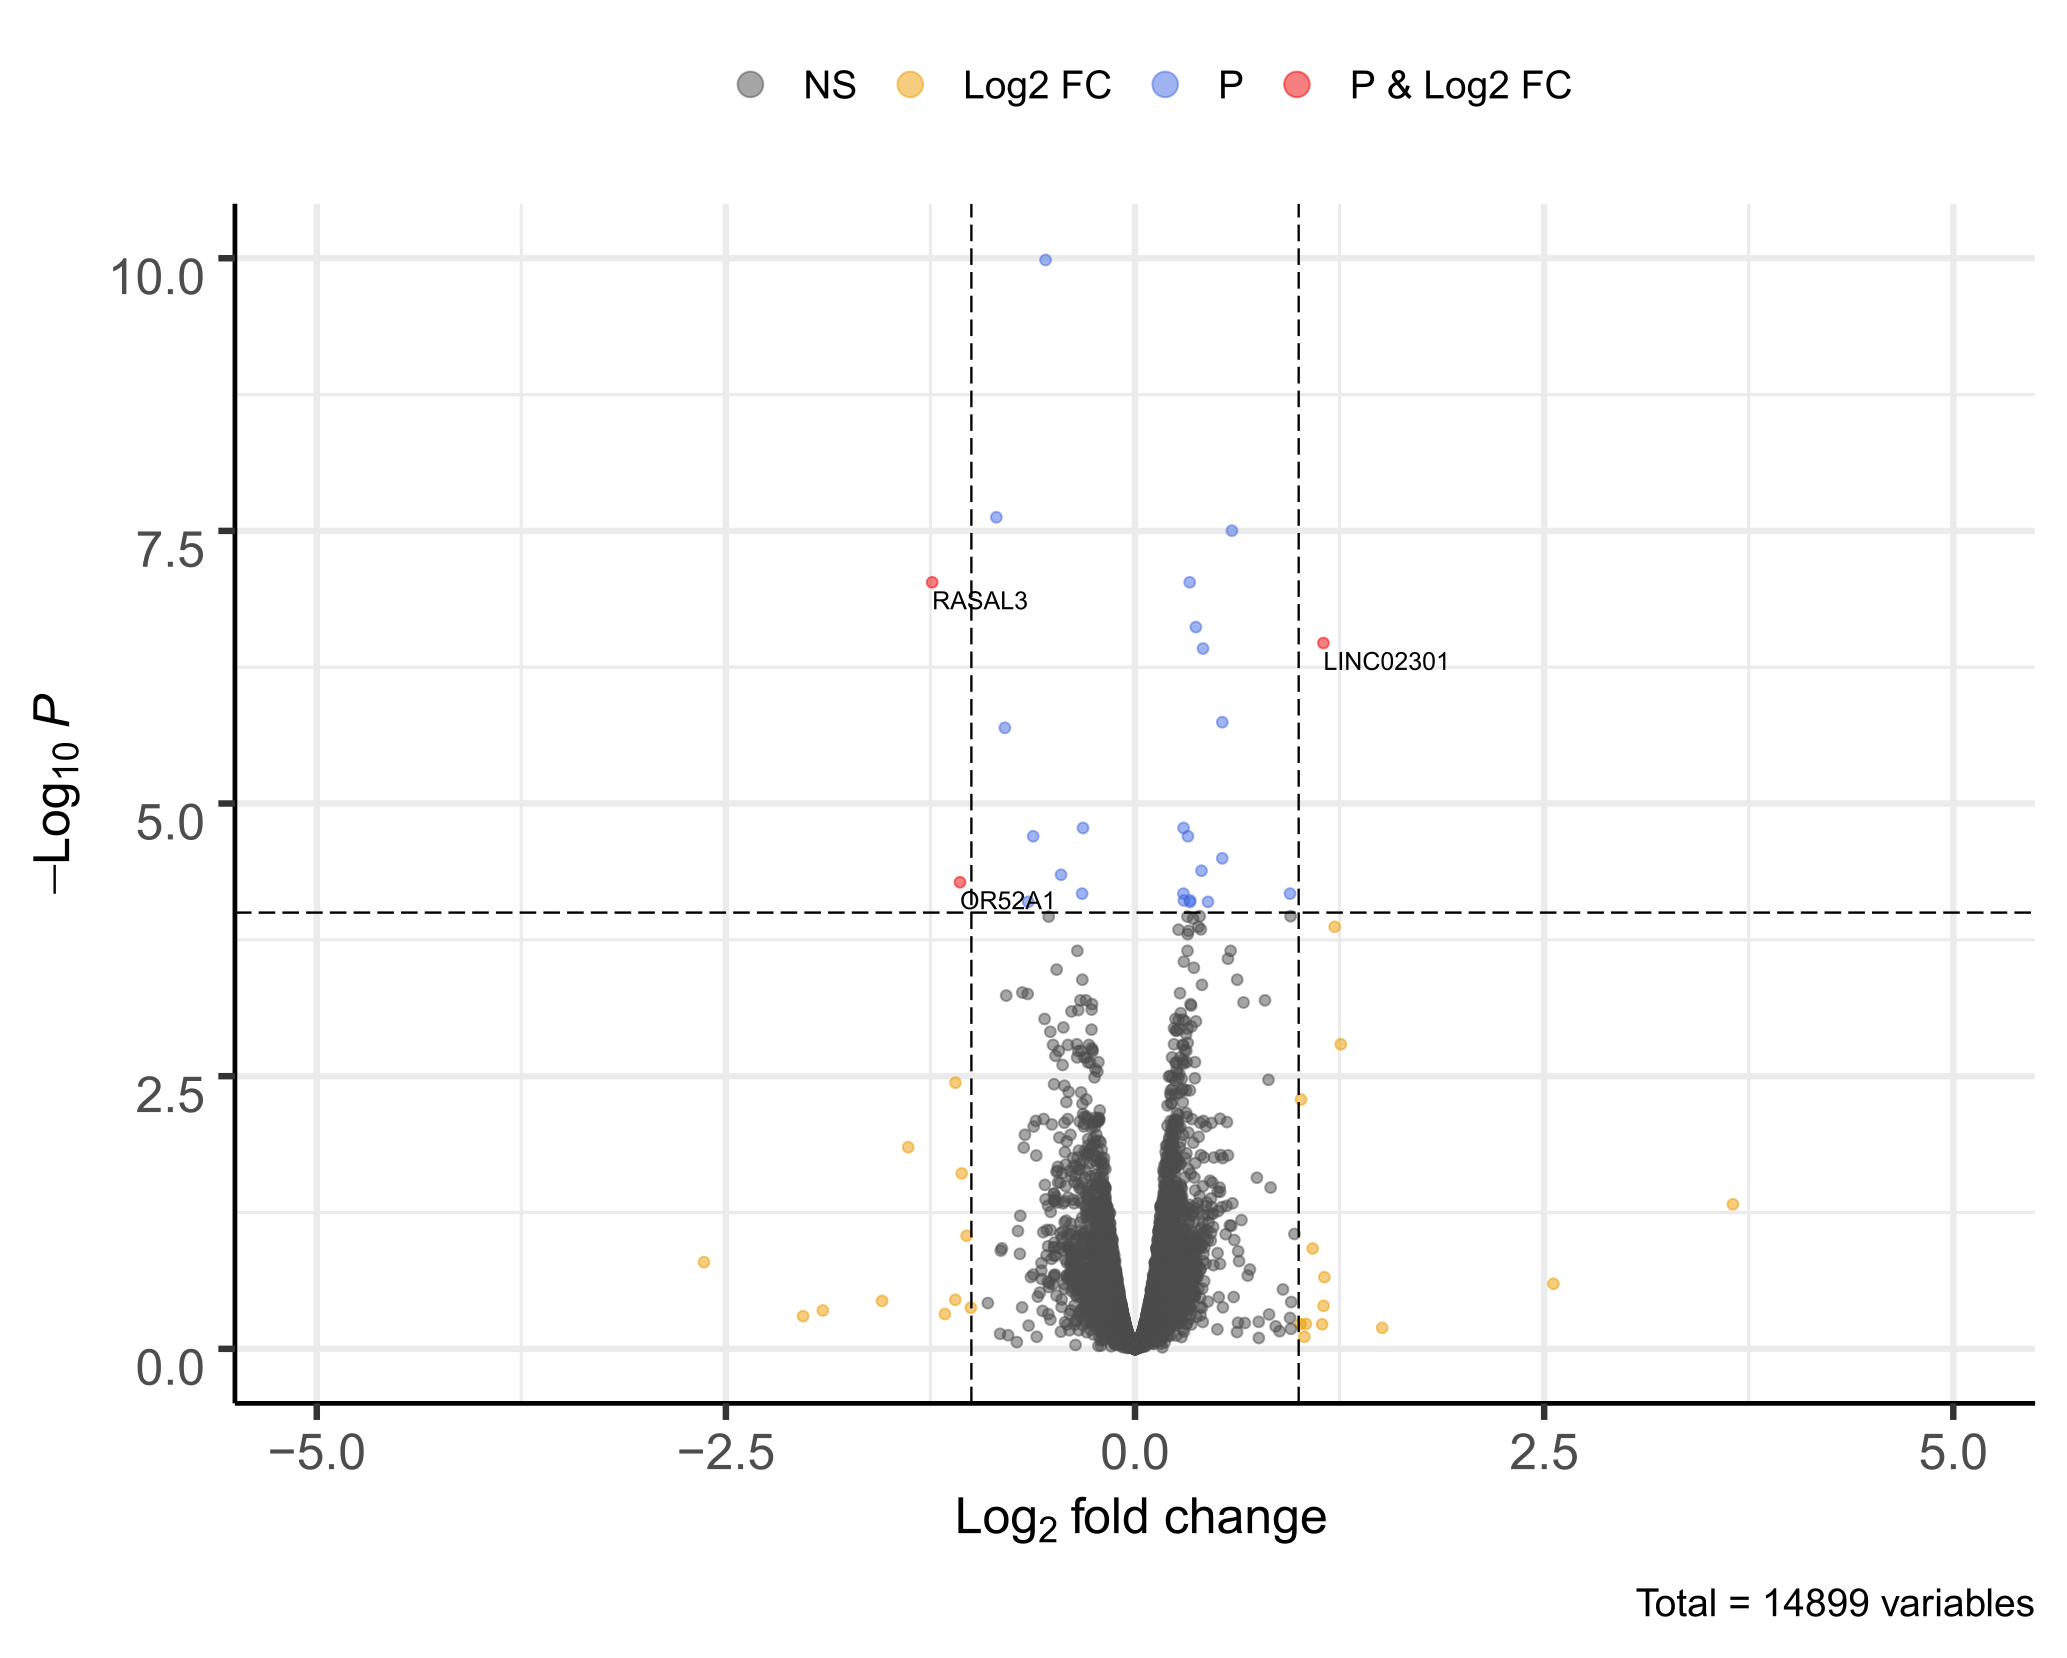 NS Log2 FC P P & Log2 FC
10.0
7.5
5.0
2.5
0.0
−Log10 P
RASAL3
LINC02301
OR52A1
−5.0 −2.5 0.0 2.5 5.0
Log2 fold change
Total = 14899 variables